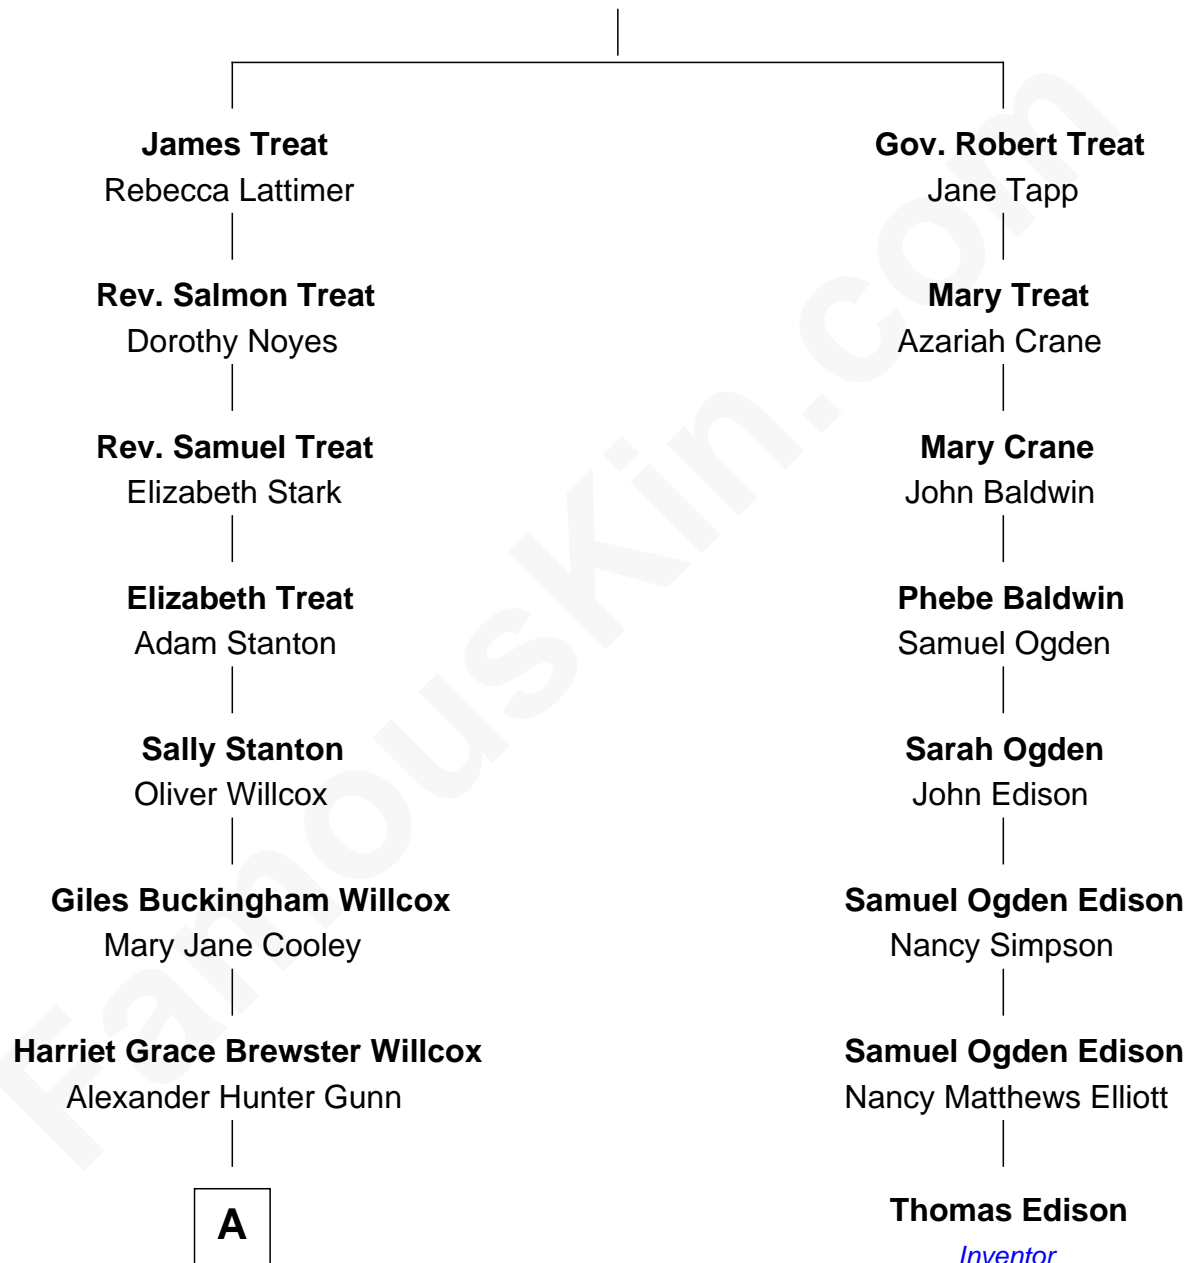 James Treat
Rebecca Lattimer
Gov. Robert Treat
Jane Tapp
Rev. Salmon Treat
Dorothy Noyes
Mary Treat
Azariah Crane
Rev. Samuel Treat
Elizabeth Stark
Mary Crane
John Baldwin
Elizabeth Treat
Adam Stanton
Phebe Baldwin
Samuel Ogden
Sally Stanton
Oliver Willcox
Sarah Ogden
John Edison
Giles Buckingham Willcox
Mary Jane Cooley
Samuel Ogden Edison
Nancy Simpson
Harriet Grace Brewster Willcox
Alexander Hunter Gunn
Samuel Ogden Edison
Nancy Matthews Elliott
A
Thomas Edison
Inventor
FamousKin.com